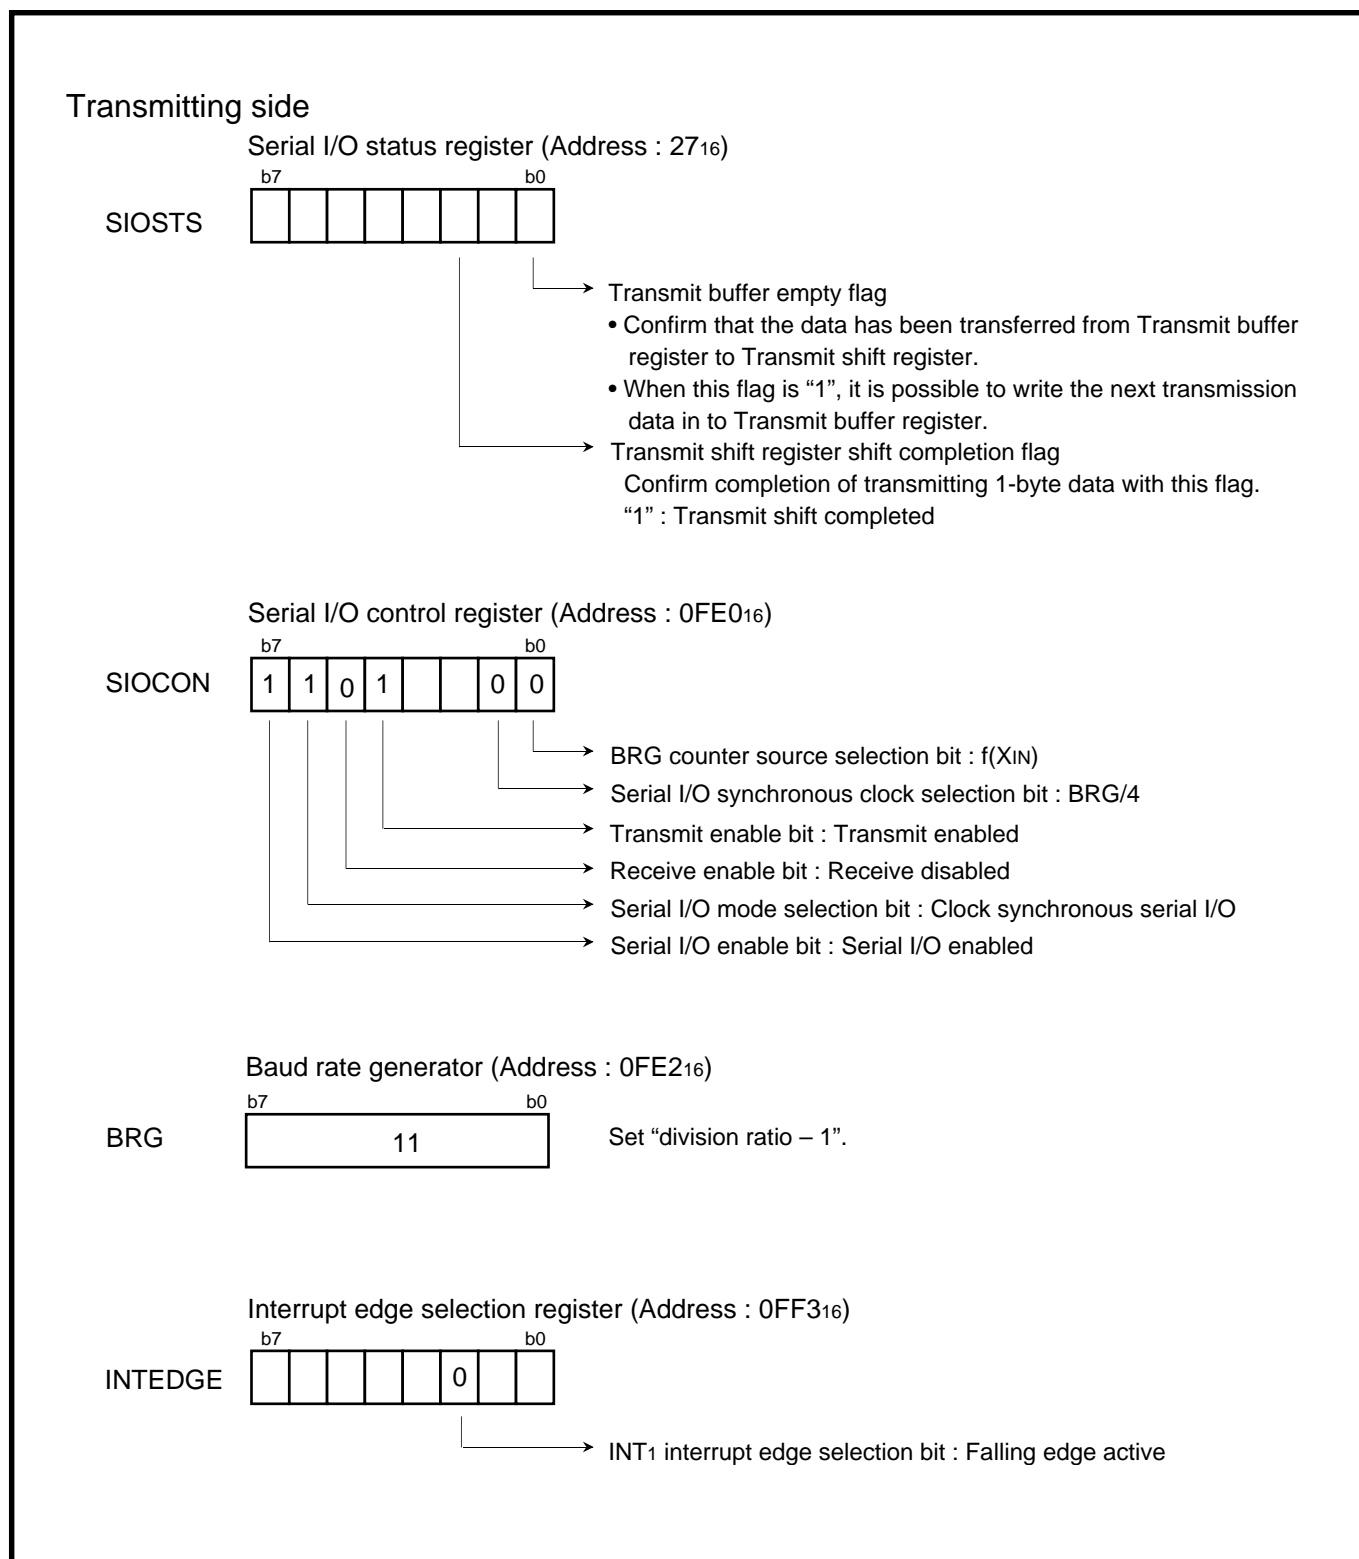 Transmitting side
Serial I/O status register (Address : 2716)
b7 b0
SIOSTS
Transmit buffer empty flag
• Confirm that the data has been transferred from Transmit buffer
register to Transmit shift register.
• When this flag is “1”, it is possible to write the next transmission
data in to Transmit buffer register.
Transmit shift register shift completion flag
Confirm completion of transmitting 1-byte data with this flag.
“1” : Transmit shift completed
Serial I/O control register (Address : 0FE016)
b7 b0
SIOCON 1 1 0 1 0 0
BRG counter source selection bit : f(XIN)
Serial I/O synchronous clock selection bit : BRG/4
Transmit enable bit : Transmit enabled
Receive enable bit : Receive disabled
Serial I/O mode selection bit : Clock synchronous serial I/O
Serial I/O enable bit : Serial I/O enabled
Baud rate generator (Address : 0FE216)
b7 b0
BRG 11 Set “division ratio – 1”.
Interrupt edge selection register (Address : 0FF316)
b7 b0
INTEDGE 0
INT1 interrupt edge selection bit : Falling edge active